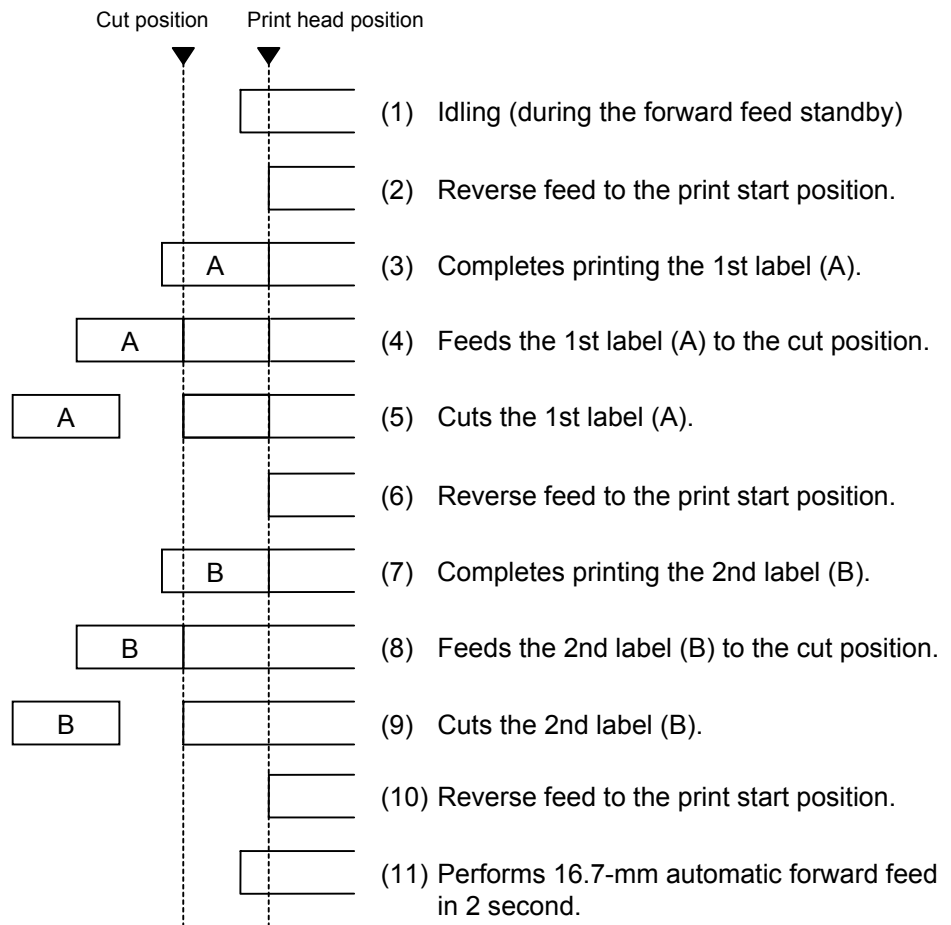 Cut position Print head position
(1) Idling (during the forward feed standby)
(2) Reverse feed to the print start position.
A (3) Completes printing the 1st label (A).
A (4) Feeds the 1st label (A) to the cut position.
A (5) Cuts the 1st label (A).
(6) Reverse feed to the print start position.
B (7) Completes printing the 2nd label (B).
B (8) Feeds the 2nd label (B) to the cut position.
B (9) Cuts the 2nd label (B).
(10) Reverse feed to the print start position.
(11) Performs 16.7-mm automatic forward feed
in 2 second.